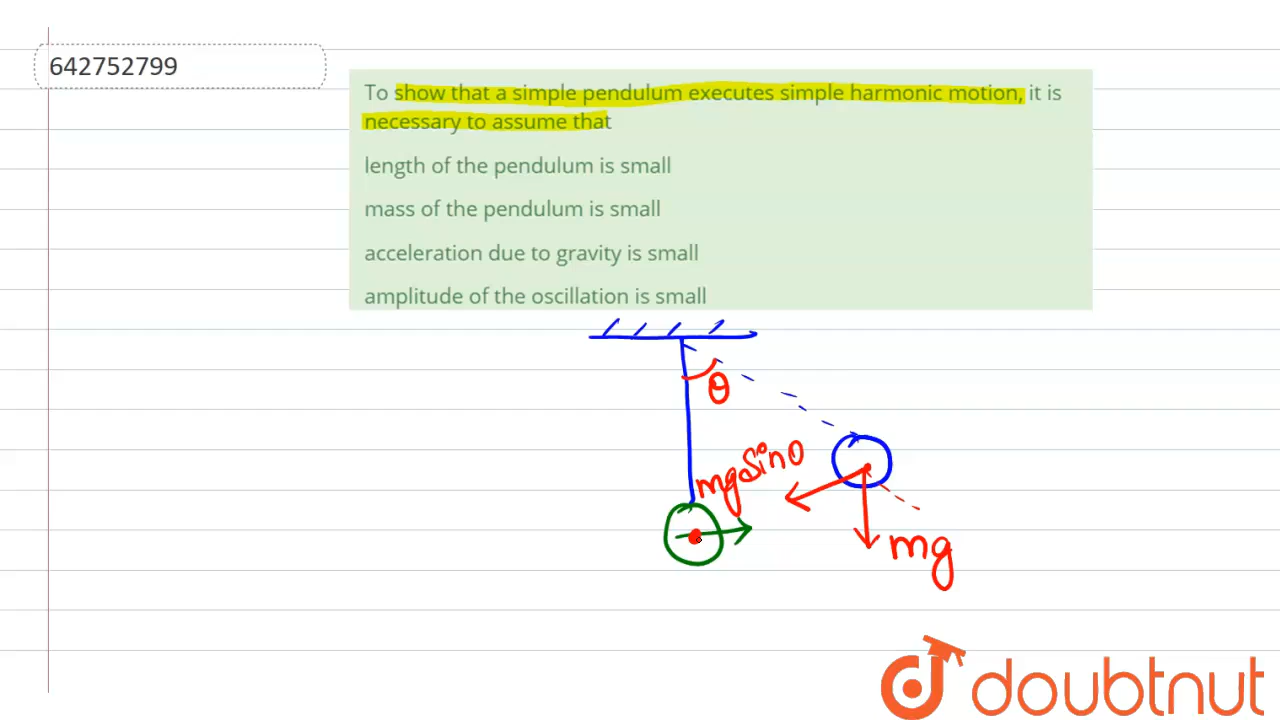 642752799
To show that a simple pendulum executes simple harmonic motion, it is
necessary to assume that
length of the pendulum is small
mass of the pendulum is small
acceleration due to gravity is small
amplitude of the oscillation is small
θ
mg sin θ
mg
doubtnut